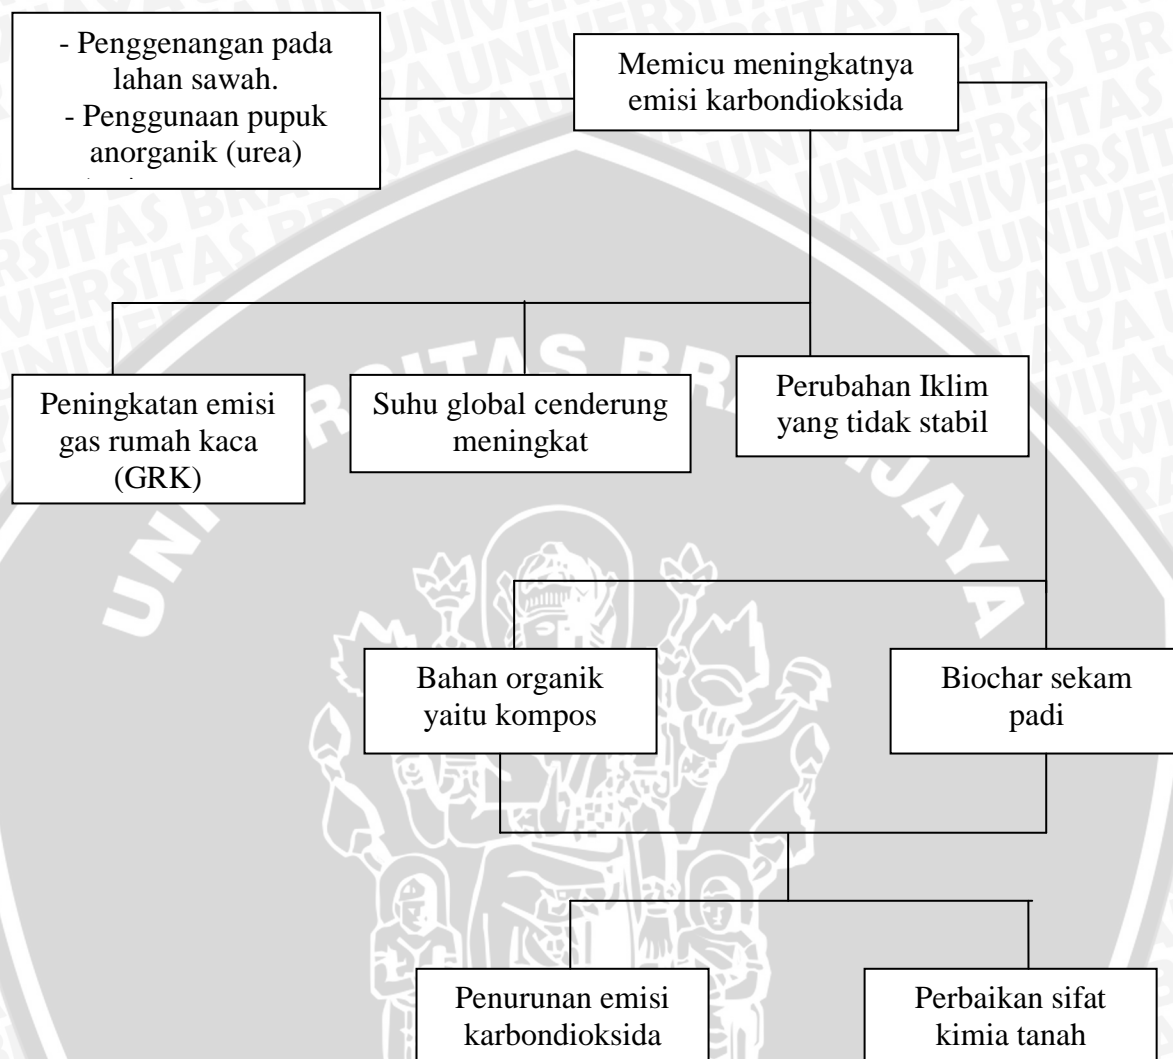 - Penggenangan pada
lahan sawah.
- Penggunaan pupuk
anorganik (urea)
Memicu meningkatnya
emisi karbondioksida
Peningkatan emisi
gas rumah kaca
(GRK)
Suhu global cenderung
meningkat
Perubahan Iklim
yang tidak stabil
Bahan organik
yaitu kompos
Biochar sekam
padi
Penurunan emisi
karbondioksida
Perbaikan sifat
kimia tanah